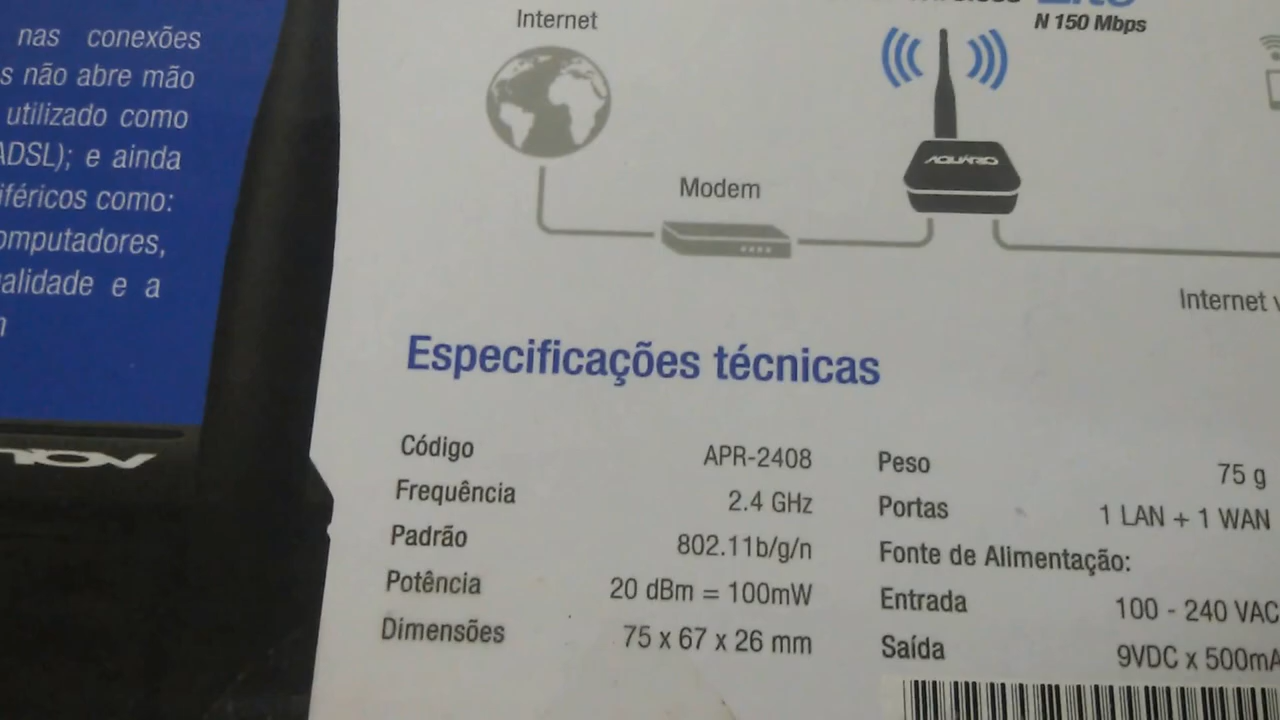 nas conexões
s não abre mão
utilizado como
ADSL); e ainda
iféricos como:
omputadores,
alidade e a
Internet
N 150 Mbps
AQUÁRIO
Modem
Internet
Especificações técnicas
Código APR-2408
Frequência 2.4 GHz
Padrão 802.11b/g/n
Potência 20 dBm = 100mW
Dimensões 75 x 67 x 26 mm
Peso 75 g
Portas 1 LAN + 1 WAN
Fonte de Alimentação:
Entrada 100 - 240 VAC
Saída 9VDC x 500mA